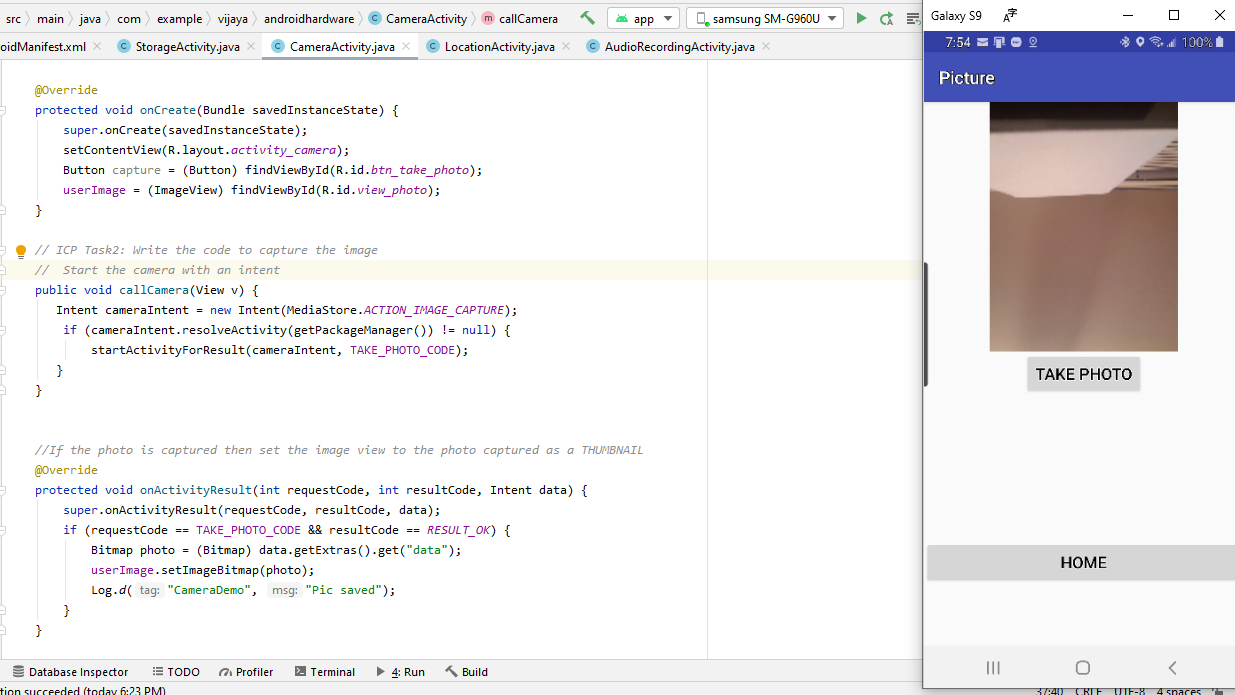 src main java com example vijaya androidhardware CameraActivity callCamera app samsung SM-G960U
oidManifest.xml StorageActivity.java CameraActivity.java LocationActivity.java AudioRecordingActivity.java
@Override
protected void onCreate(Bundle savedInstanceState) {
super.onCreate(savedInstanceState);
setContentView(R.layout.activity_camera);
Button capture = (Button) findViewById(R.id.btn_take_photo);
userImage = (ImageView) findViewById(R.id.view_photo);
}
// ICP Task2: Write the code to capture the image
//  Start the camera with an intent
public void callCamera(View v) {
Intent cameraIntent = new Intent(MediaStore.ACTION_IMAGE_CAPTURE);
if (cameraIntent.resolveActivity(getPackageManager()) != null) {
startActivityForResult(cameraIntent, TAKE_PHOTO_CODE);
}
}
//If the photo is captured then set the image view to the photo captured as a THUMBNAIL
@Override
protected void onActivityResult(int requestCode, int resultCode, Intent data) {
super.onActivityResult(requestCode, resultCode, data);
if (requestCode == TAKE_PHOTO_CODE && resultCode == RESULT_OK) {
Bitmap photo = (Bitmap) data.getExtras().get("data");
userImage.setImageBitmap(photo);
Log.d( tag: "CameraDemo", msg: "Pic saved");
}
}
Database Inspector TODO Profiler Terminal 4: Run Build
tion succeeded (today 6:23 PM)
37:40 CRLF UTF-8 4 spaces
Galaxy S9
7:54 100%
Picture
TAKE PHOTO
HOME